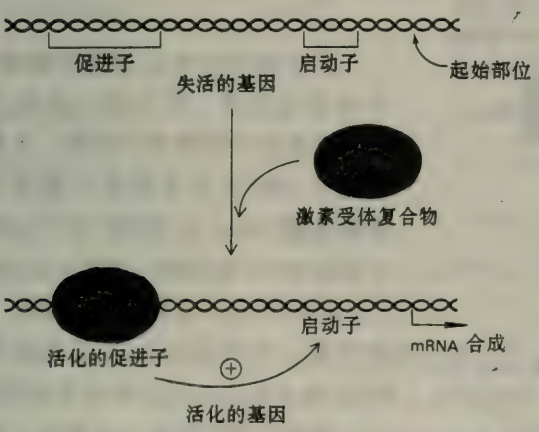 促进子
启动子
起始部位
失活的基因
激素受体复合物
启动子
mRNA 合成
活化的促进子
+
活化的基因